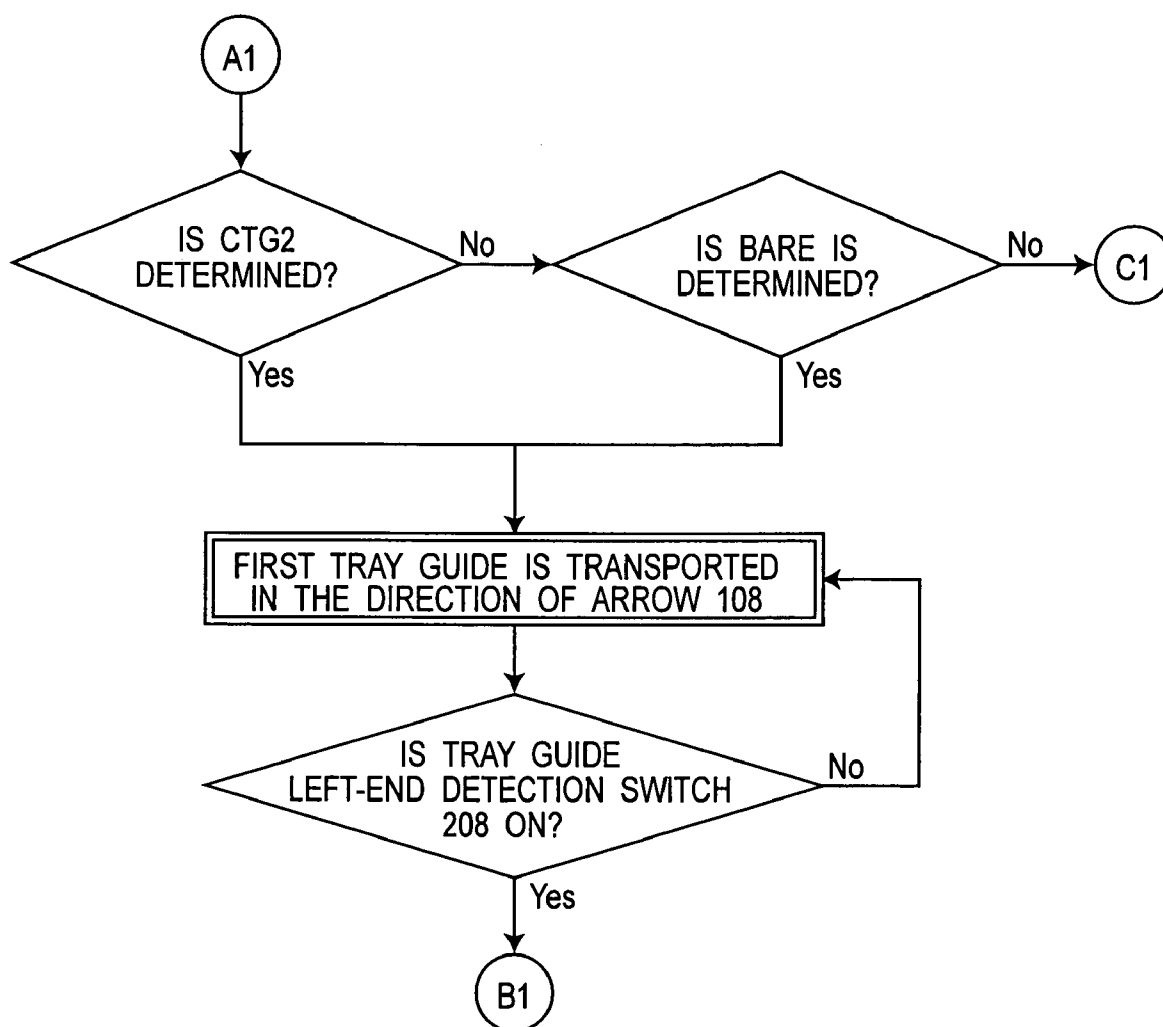 A1
IS CTG2
DETERMINED?
No
IS BARE IS
DETERMINED?
No
C1
Yes
Yes
FIRST TRAY GUIDE IS TRANSPORTED
IN THE DIRECTION OF ARROW 108
IS TRAY GUIDE
LEFT-END DETECTION SWITCH
208 ON?
No
Yes
B1